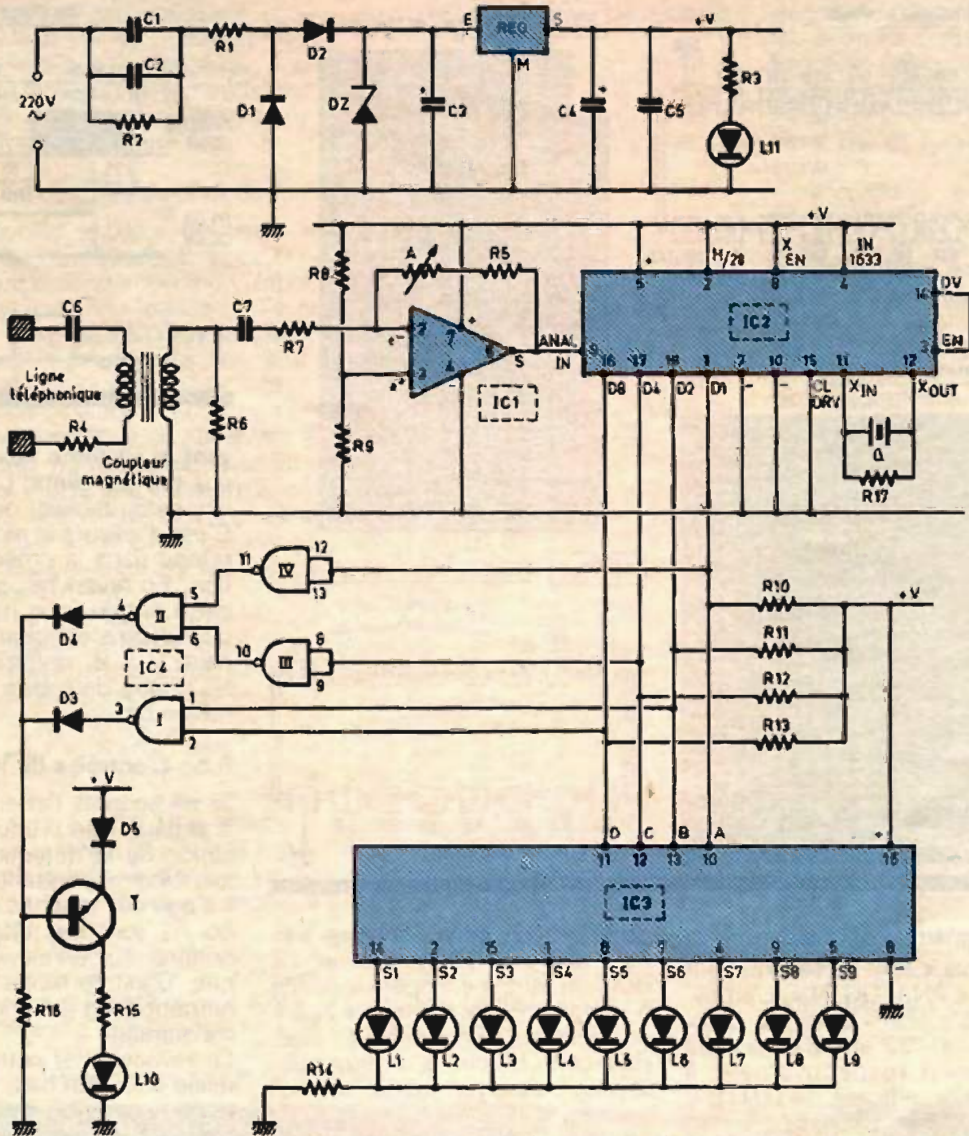 C1
C2
R1
R2
D2
D1
DZ
220V
~
E
REG
S
M
+
C3
+
C4
C5
+V
R3
L11
+V
C6
Ligne
téléphonique
R4
Coupleur
magnétique
C7
R6
R7
R8
R9
A
R5
e-
2
3
e+
7
+
4
6
S
IC1
ANAL
IN
9
+
5
H/28
2
X
EN
8
IN
1633
4
IC2
14
DV
3
EN
D8
17
D4
18
D2
1
D1
7
-
10
-
15
CL
DRV
11
XIN
12
XOUT
Q
R17
11
IV
12
13
10
III
8
9
4
II
5
6
IC4
3
I
1
2
D4
D3
R10
R11
R12
R13
+V
+V
D5
T
R15
L10
D
C
B
A
11
12
13
10
+
16
IC3
14
2
15
1
6
7
4
9
5
8
S1
S2
S3
S4
S5
S6
S7
S8
S9
-
L1
L2
L3
L4
L5
L6
L7
L8
L9
R14